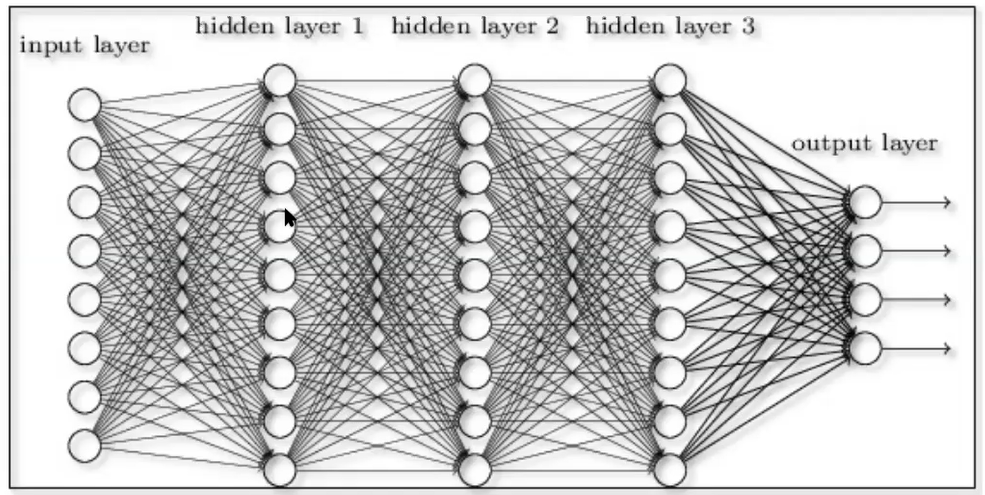 input layer
hidden layer 1
hidden layer 2
hidden layer 3
output layer